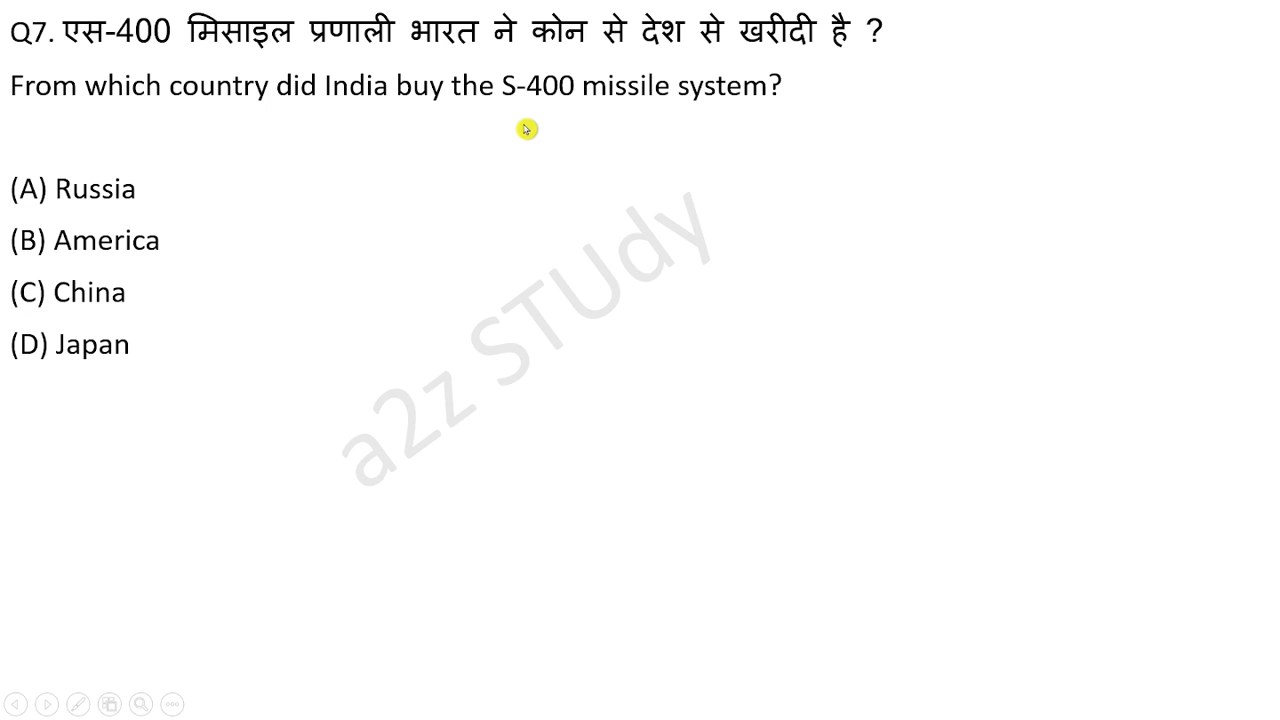 Q7. एस-400 मिसाइल प्रणाली भारत ने कोन से देश से खरीदी है ?
From which country did India buy the S-400 missile system?
(A) Russia
(B) America
(C) China
(D) Japan
a2z STUdy